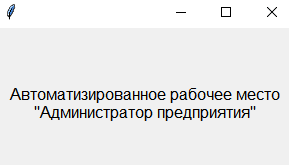 Автоматизированное рабочее место
"Администратор предприятия"